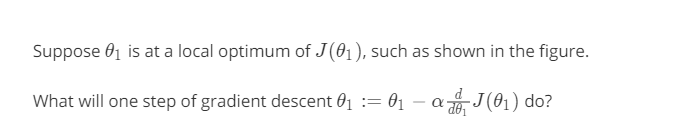 Suppose θ₁ is at a local optimum of J(θ₁), such as shown in the figure.
What will one step of gradient descent θ₁ := θ₁ − α d/dθ₁ J(θ₁) do?